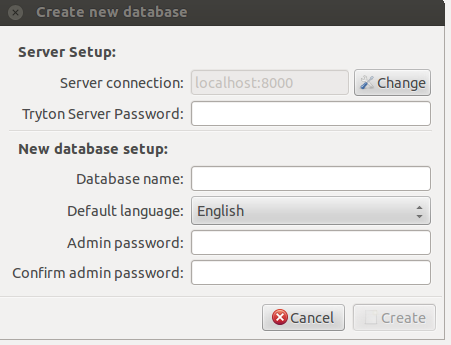 Create new database
Server Setup:
Server connection: localhost:8000 Change
Tryton Server Password:
New database setup:
Database name:
Default language: English
Admin password:
Confirm admin password:
Cancel Create